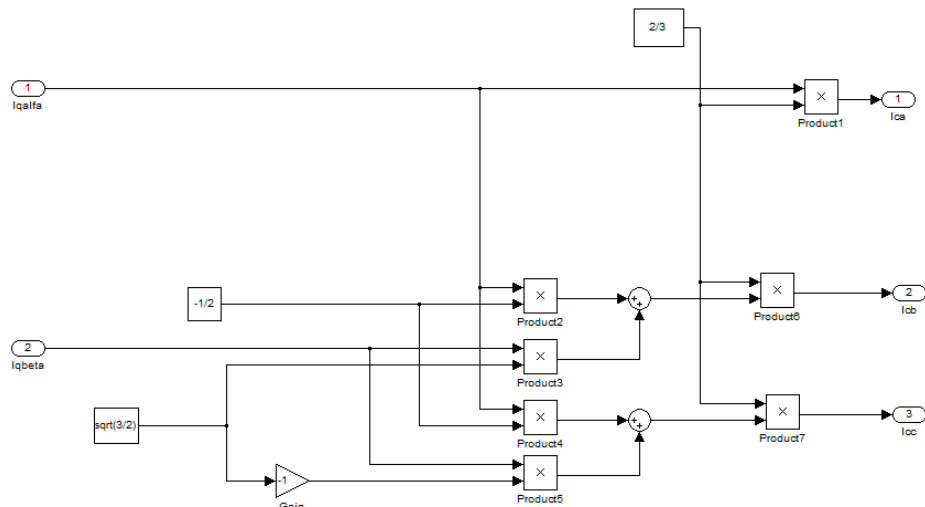 2/3
1
Iqalfa
×
Product1
1
Ica
-1/2
×
Product2
+
+
×
Product6
2
Icb
2
Iqbeta
×
Product3
sqrt(3/2)
×
Product4
+
+
×
Product7
3
Icc
-1
Gain
×
Product5